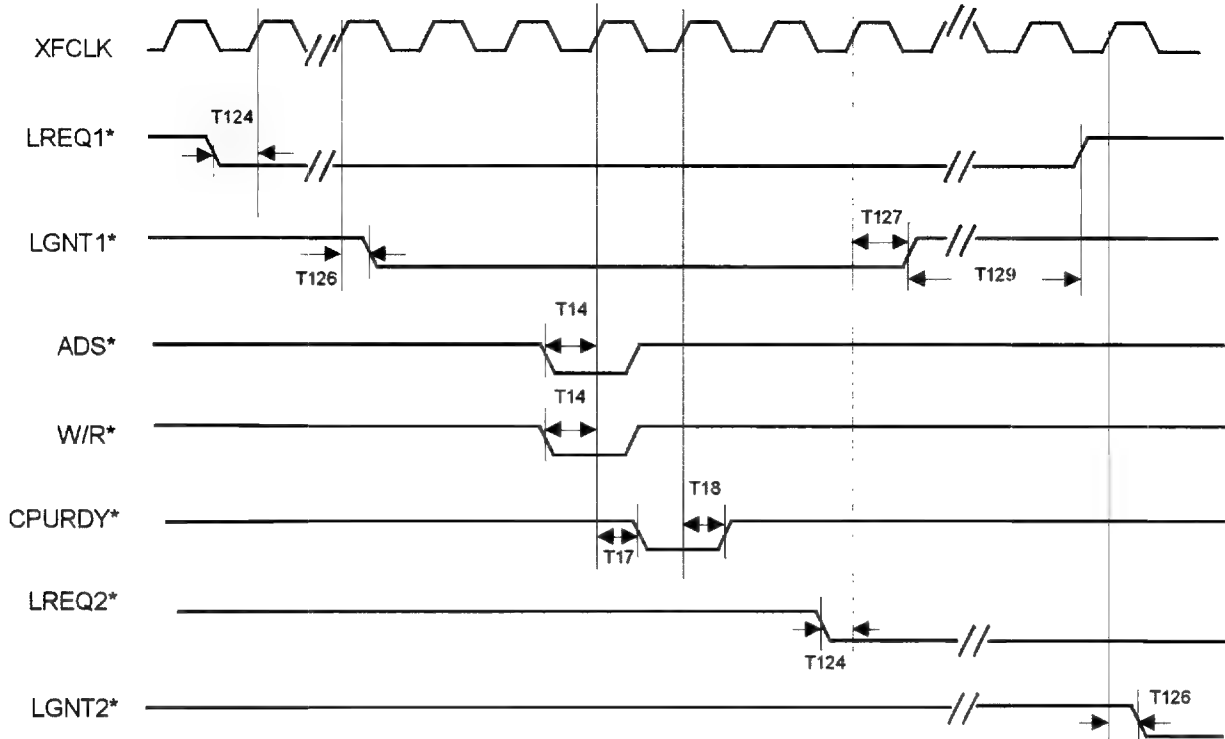 XFCLK
T124
LREQ1*
T127
LGNT1*
T126
T129
T14
ADS*
T14
W/R*
T18
CPURDY*
T17
LREQ2*
T124
T126
LGNT2*